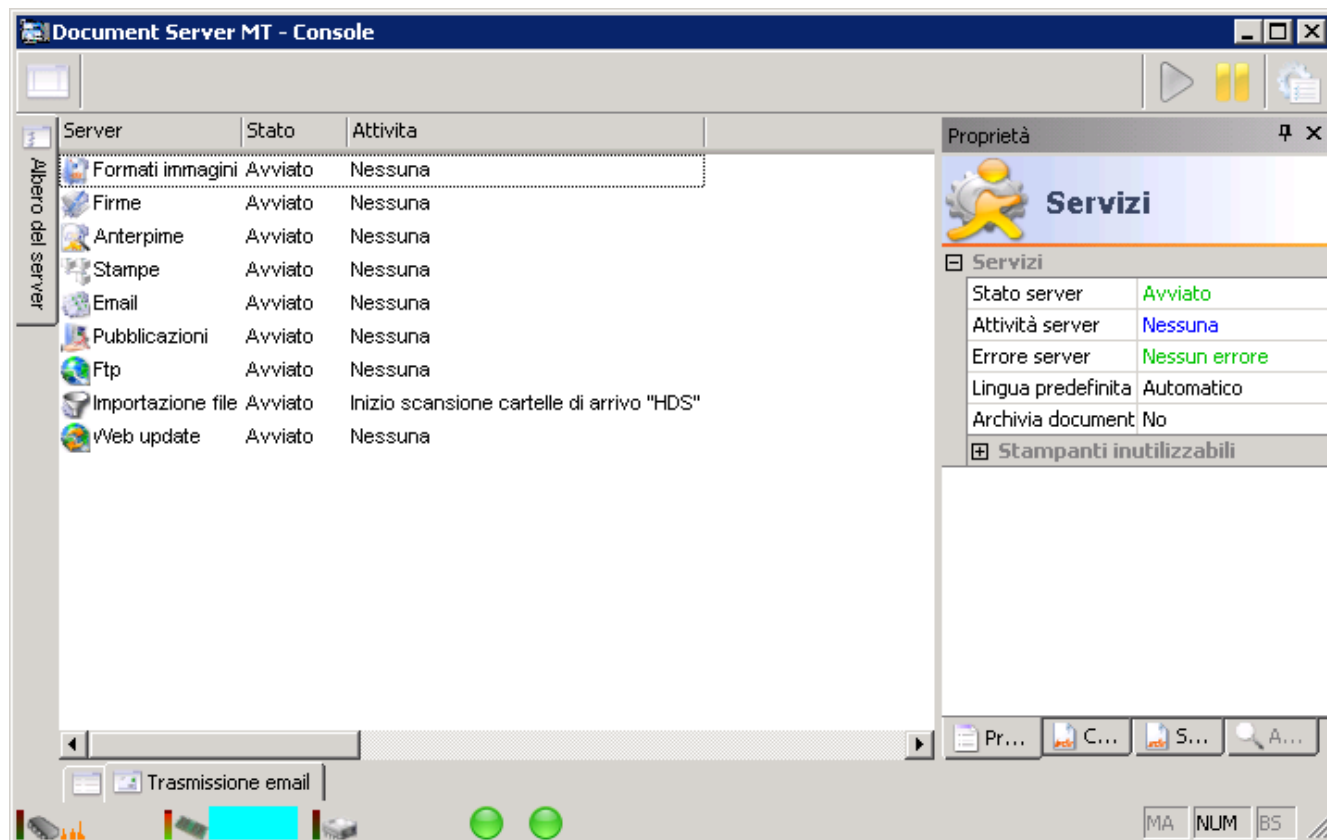 Document Server MT - Console
Albero del server
Server Stato Attivita
Formati immagini Avviato Nessuna
Firme Avviato Nessuna
Anterpime Avviato Nessuna
Stampe Avviato Nessuna
Email Avviato Nessuna
Pubblicazioni Avviato Nessuna
Ftp Avviato Nessuna
Importazione file Avviato Inizio scansione cartelle di arrivo "HDS"
Web update Avviato Nessuna
Proprietà
Servizi
Servizi
Stato server Avviato
Attività server Nessuna
Errore server Nessun errore
Lingua predefinita Automatico
Archivia document No
Stampanti inutilizzabili
Pr... C... S... A...
Trasmissione email
MA NUM BS